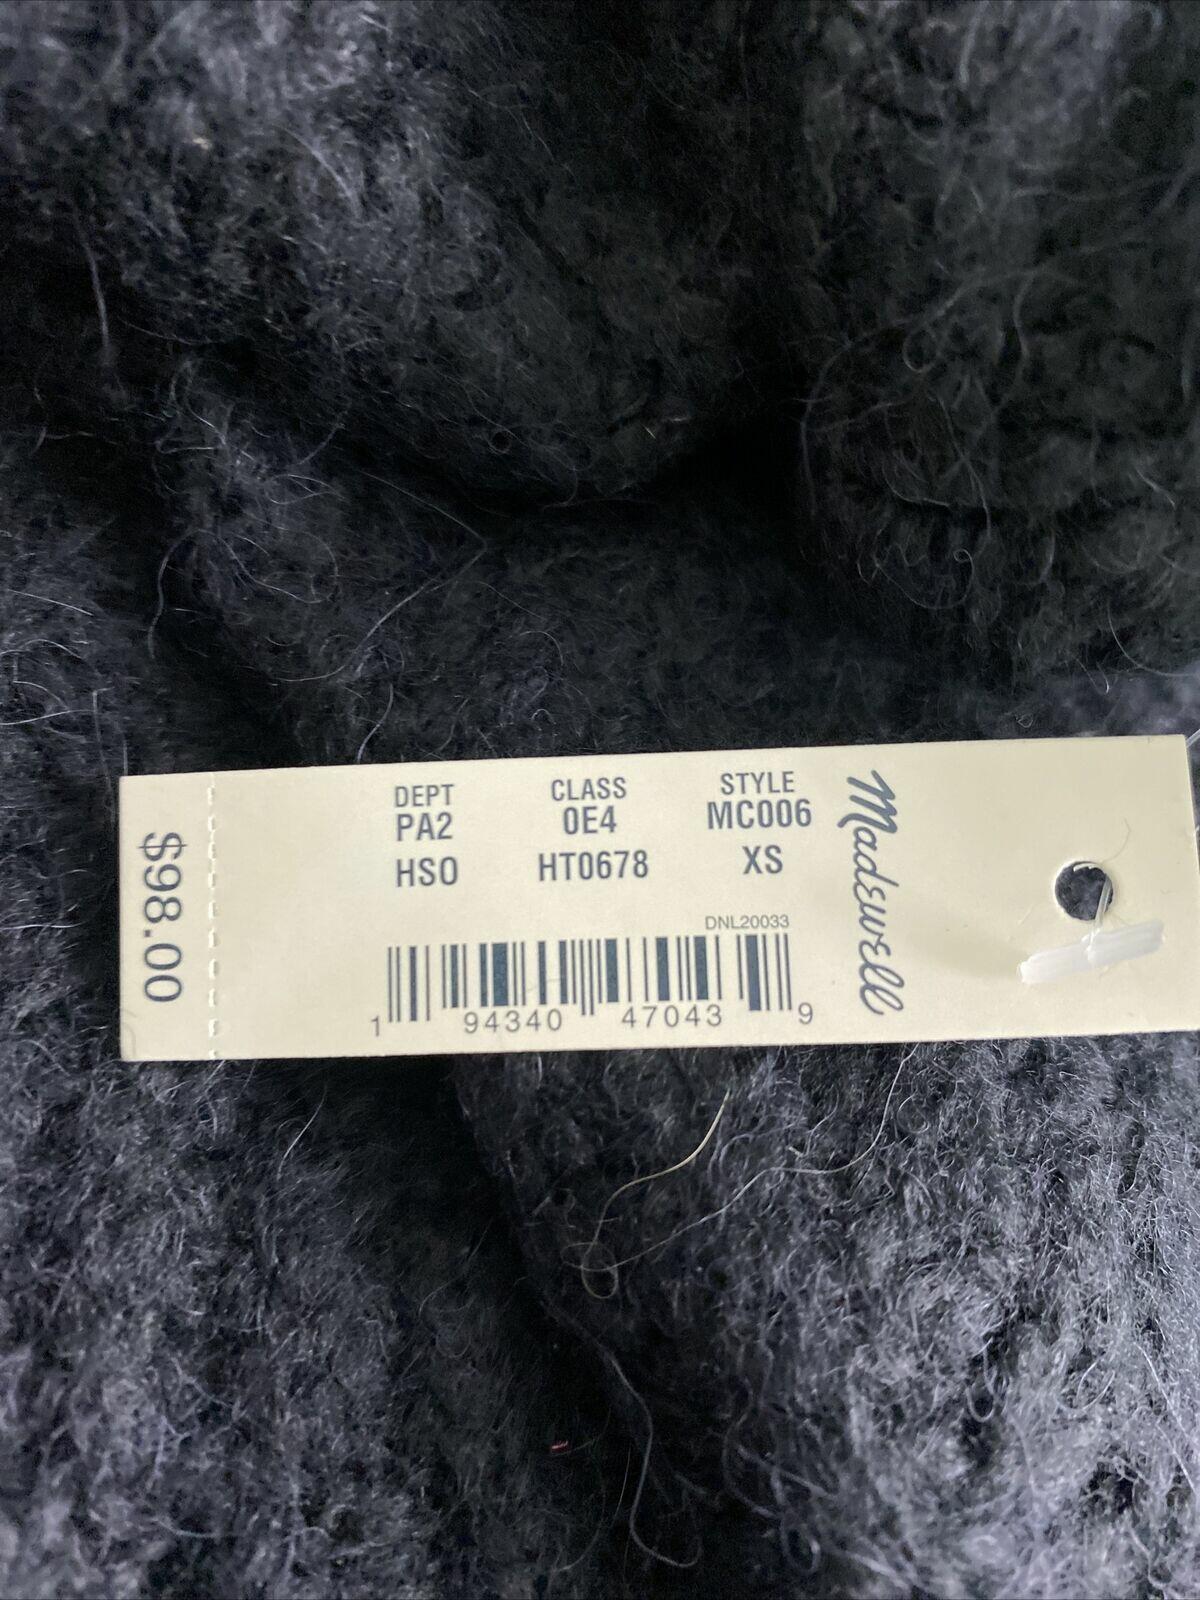 DEPT CLASS STYLE
PA2 0E4 MC006
HSO HT0678 XS
DNL20033
1 94340 47043 9
Madewell
$98.00